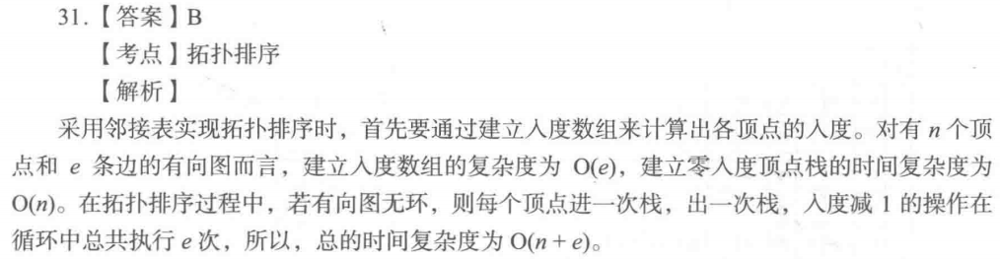 31.【答案】B
【考点】拓扑排序
【解析】
采用邻接表实现拓扑排序时，首先要通过建立入度数组来计算出各顶点的入度。对有 n 个顶
点和 e 条边的有向图而言，建立入度数组的复杂度为 O(e)，建立零入度顶点栈的时间复杂度为
O(n)。在拓扑排序过程中，若有向图无环，则每个顶点进一次栈，出一次栈，入度减 1 的操作在
循环中总共执行 e 次，所以，总的时间复杂度为 O(n + e)。